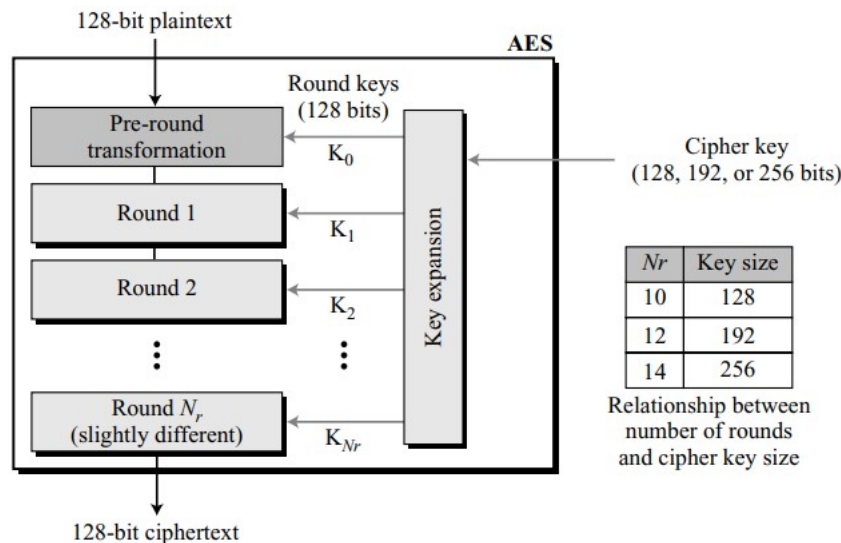 128-bit plaintext
AES
Round keys
(128 bits)
Pre-round
transformation
K0
Cipher key
(128, 192, or 256 bits)
Round 1
K1
Round 2
K2
Key expansion
Nr Key size
10 128
12 192
14 256
Relationship between
number of rounds
and cipher key size
Round Nr
(slightly different)
KNr
128-bit ciphertext